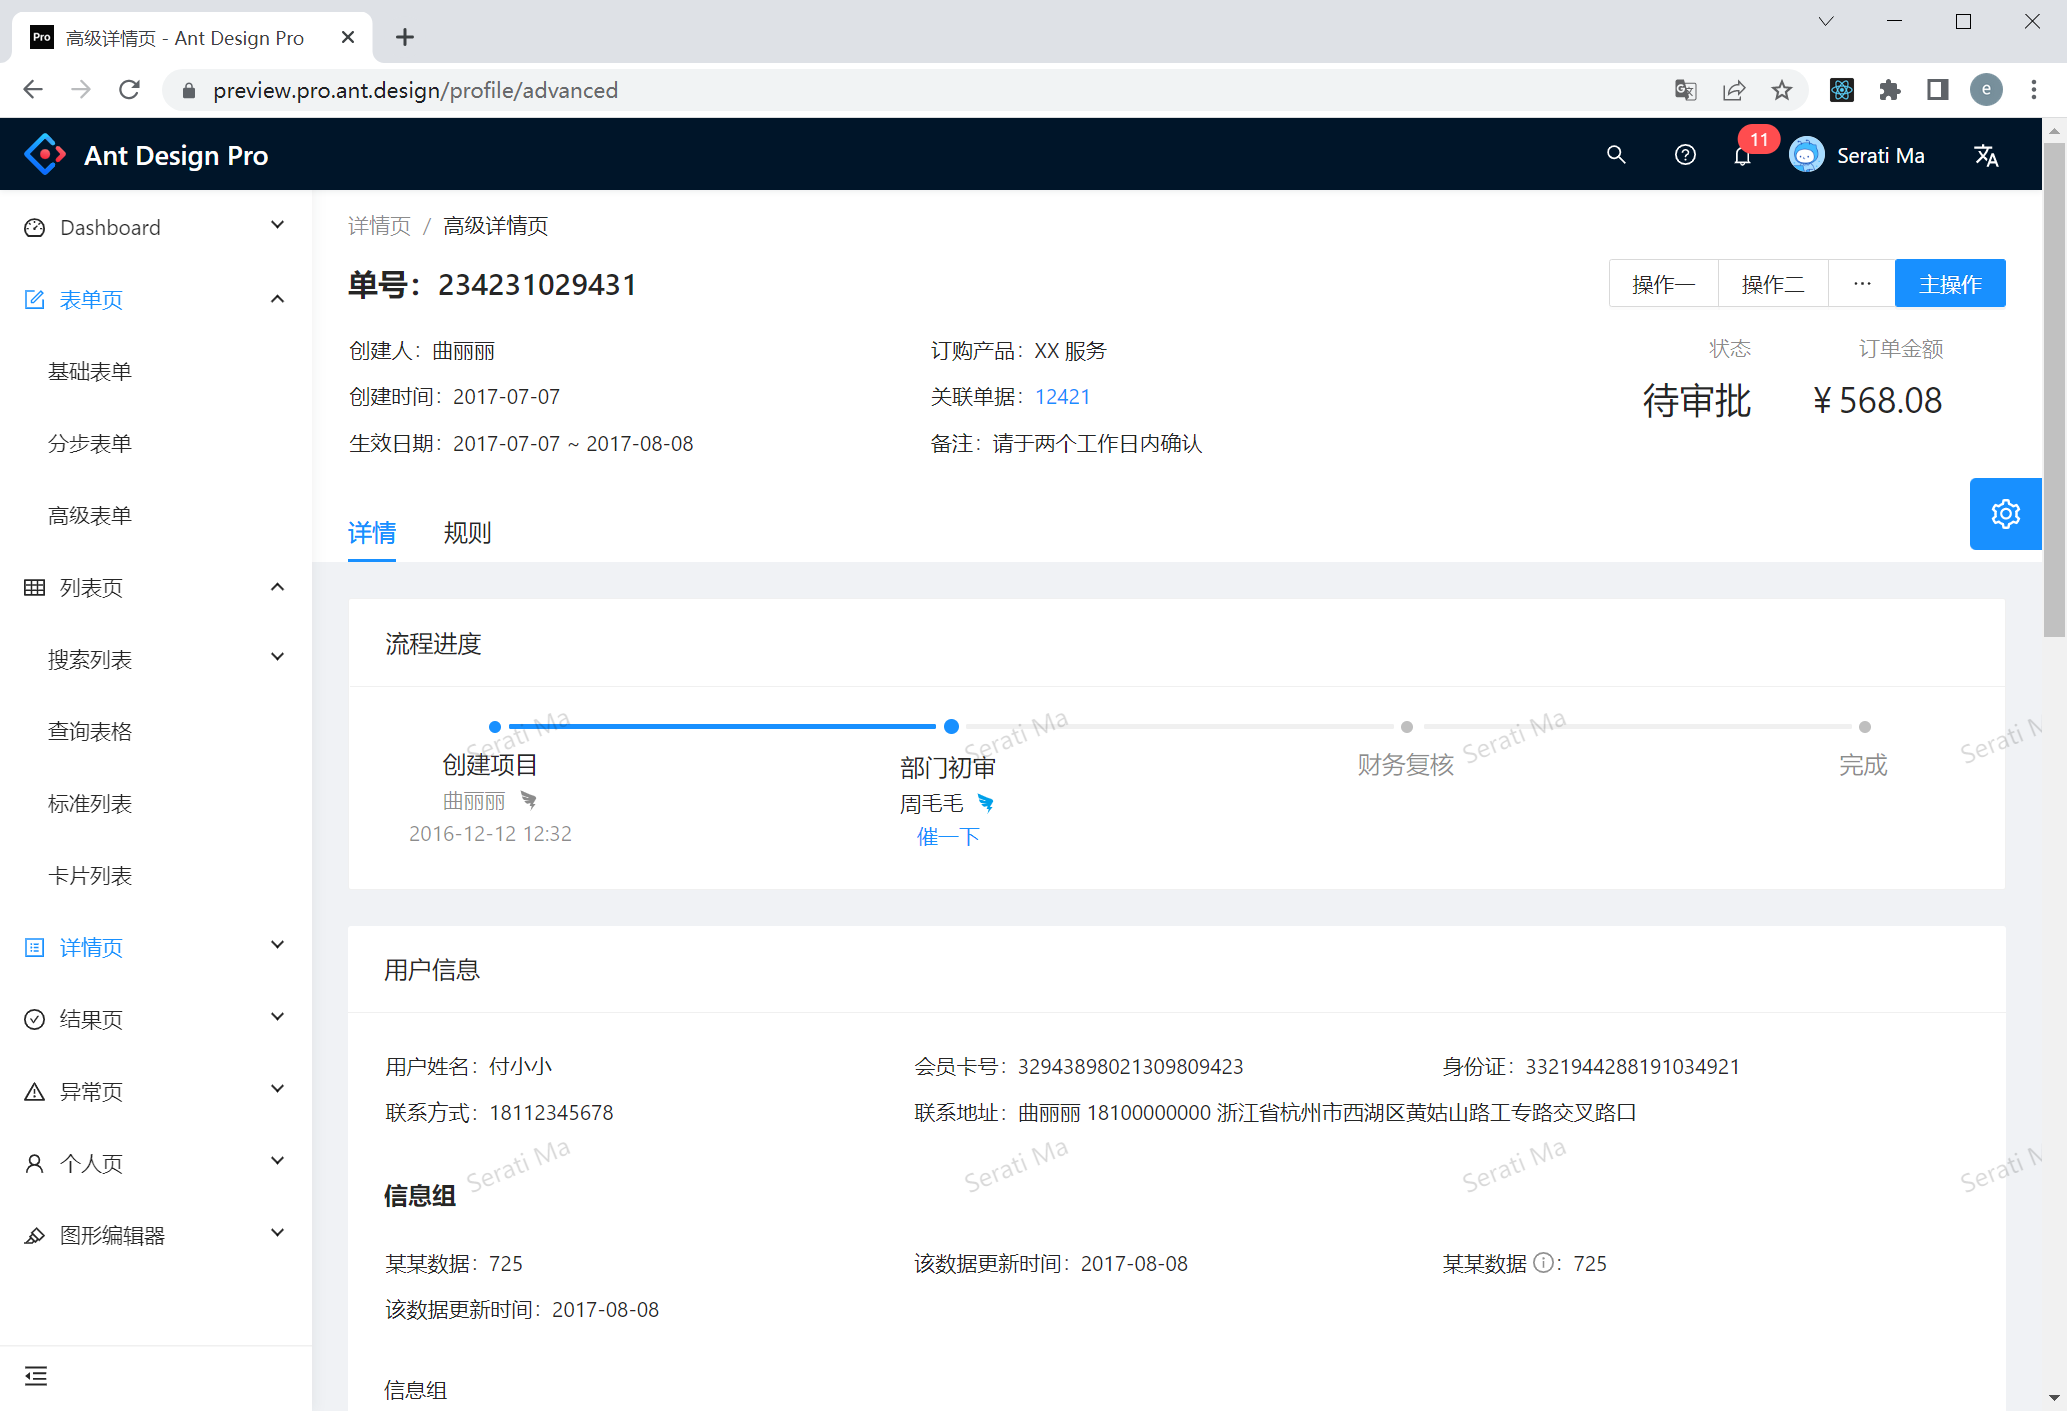 Pro 高级详情页 - Ant Design Pro
preview.pro.ant.design/profile/advanced
e
Ant Design Pro
11
Serati Ma
Dashboard
表单页
基础表单
分步表单
高级表单
列表页
搜索列表
查询表格
标准列表
卡片列表
详情页
结果页
异常页
个人页
图形编辑器
详情页 / 高级详情页
单号：234231029431
操作一
操作二
···
主操作
创建人：曲丽丽
订购产品：XX 服务
状态
订单金额
创建时间：2017-07-07
关联单据：12421
待审批
¥ 568.08
生效日期：2017-07-07 ~ 2017-08-08
备注：请于两个工作日内确认
详情
规则
流程进度
Serati Ma
Serati Ma
Serati Ma
Serati M
创建项目
部门初审
财务复核
完成
曲丽丽
周毛毛
2016-12-12 12:32
催一下
用户信息
用户姓名：付小小
会员卡号：32943898021309809423
身份证：3321944288191034921
联系方式：18112345678
联系地址：曲丽丽 18100000000 浙江省杭州市西湖区黄姑山路工专路交叉路口
Serati Ma
Serati Ma
Serati Ma
Serati M
信息组
某某数据：725
该数据更新时间：2017-08-08
某某数据：725
该数据更新时间：2017-08-08
信息组